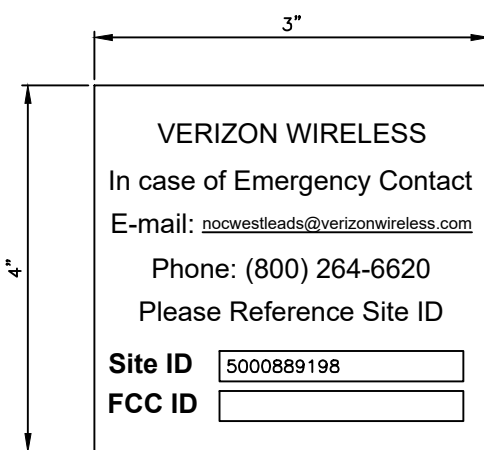 3"
4"
VERIZON WIRELESS
In case of Emergency Contact
E-mail: nocwestleads@verizonwireless.com
Phone: (800) 264-6620
Please Reference Site ID
Site ID 5000889198
FCC ID